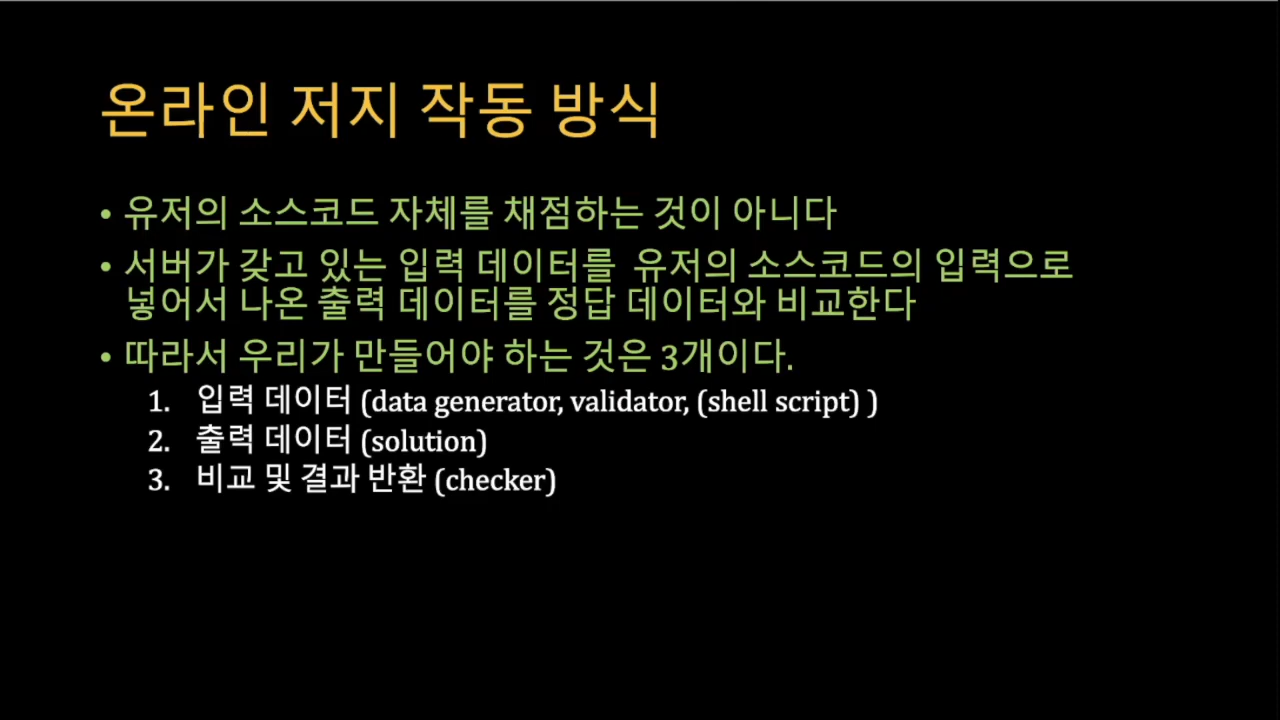 온라인 저지 작동 방식
• 유저의 소스코드 자체를 채점하는 것이 아니다
• 서버가 갖고 있는 입력 데이터를 유저의 소스코드의 입력으로
넣어서 나온 출력 데이터를 정답 데이터와 비교한다
• 따라서 우리가 만들어야 하는 것은 3개이다.
1. 입력 데이터 (data generator, validator, (shell script) )
2. 출력 데이터 (solution)
3. 비교 및 결과 반환 (checker)